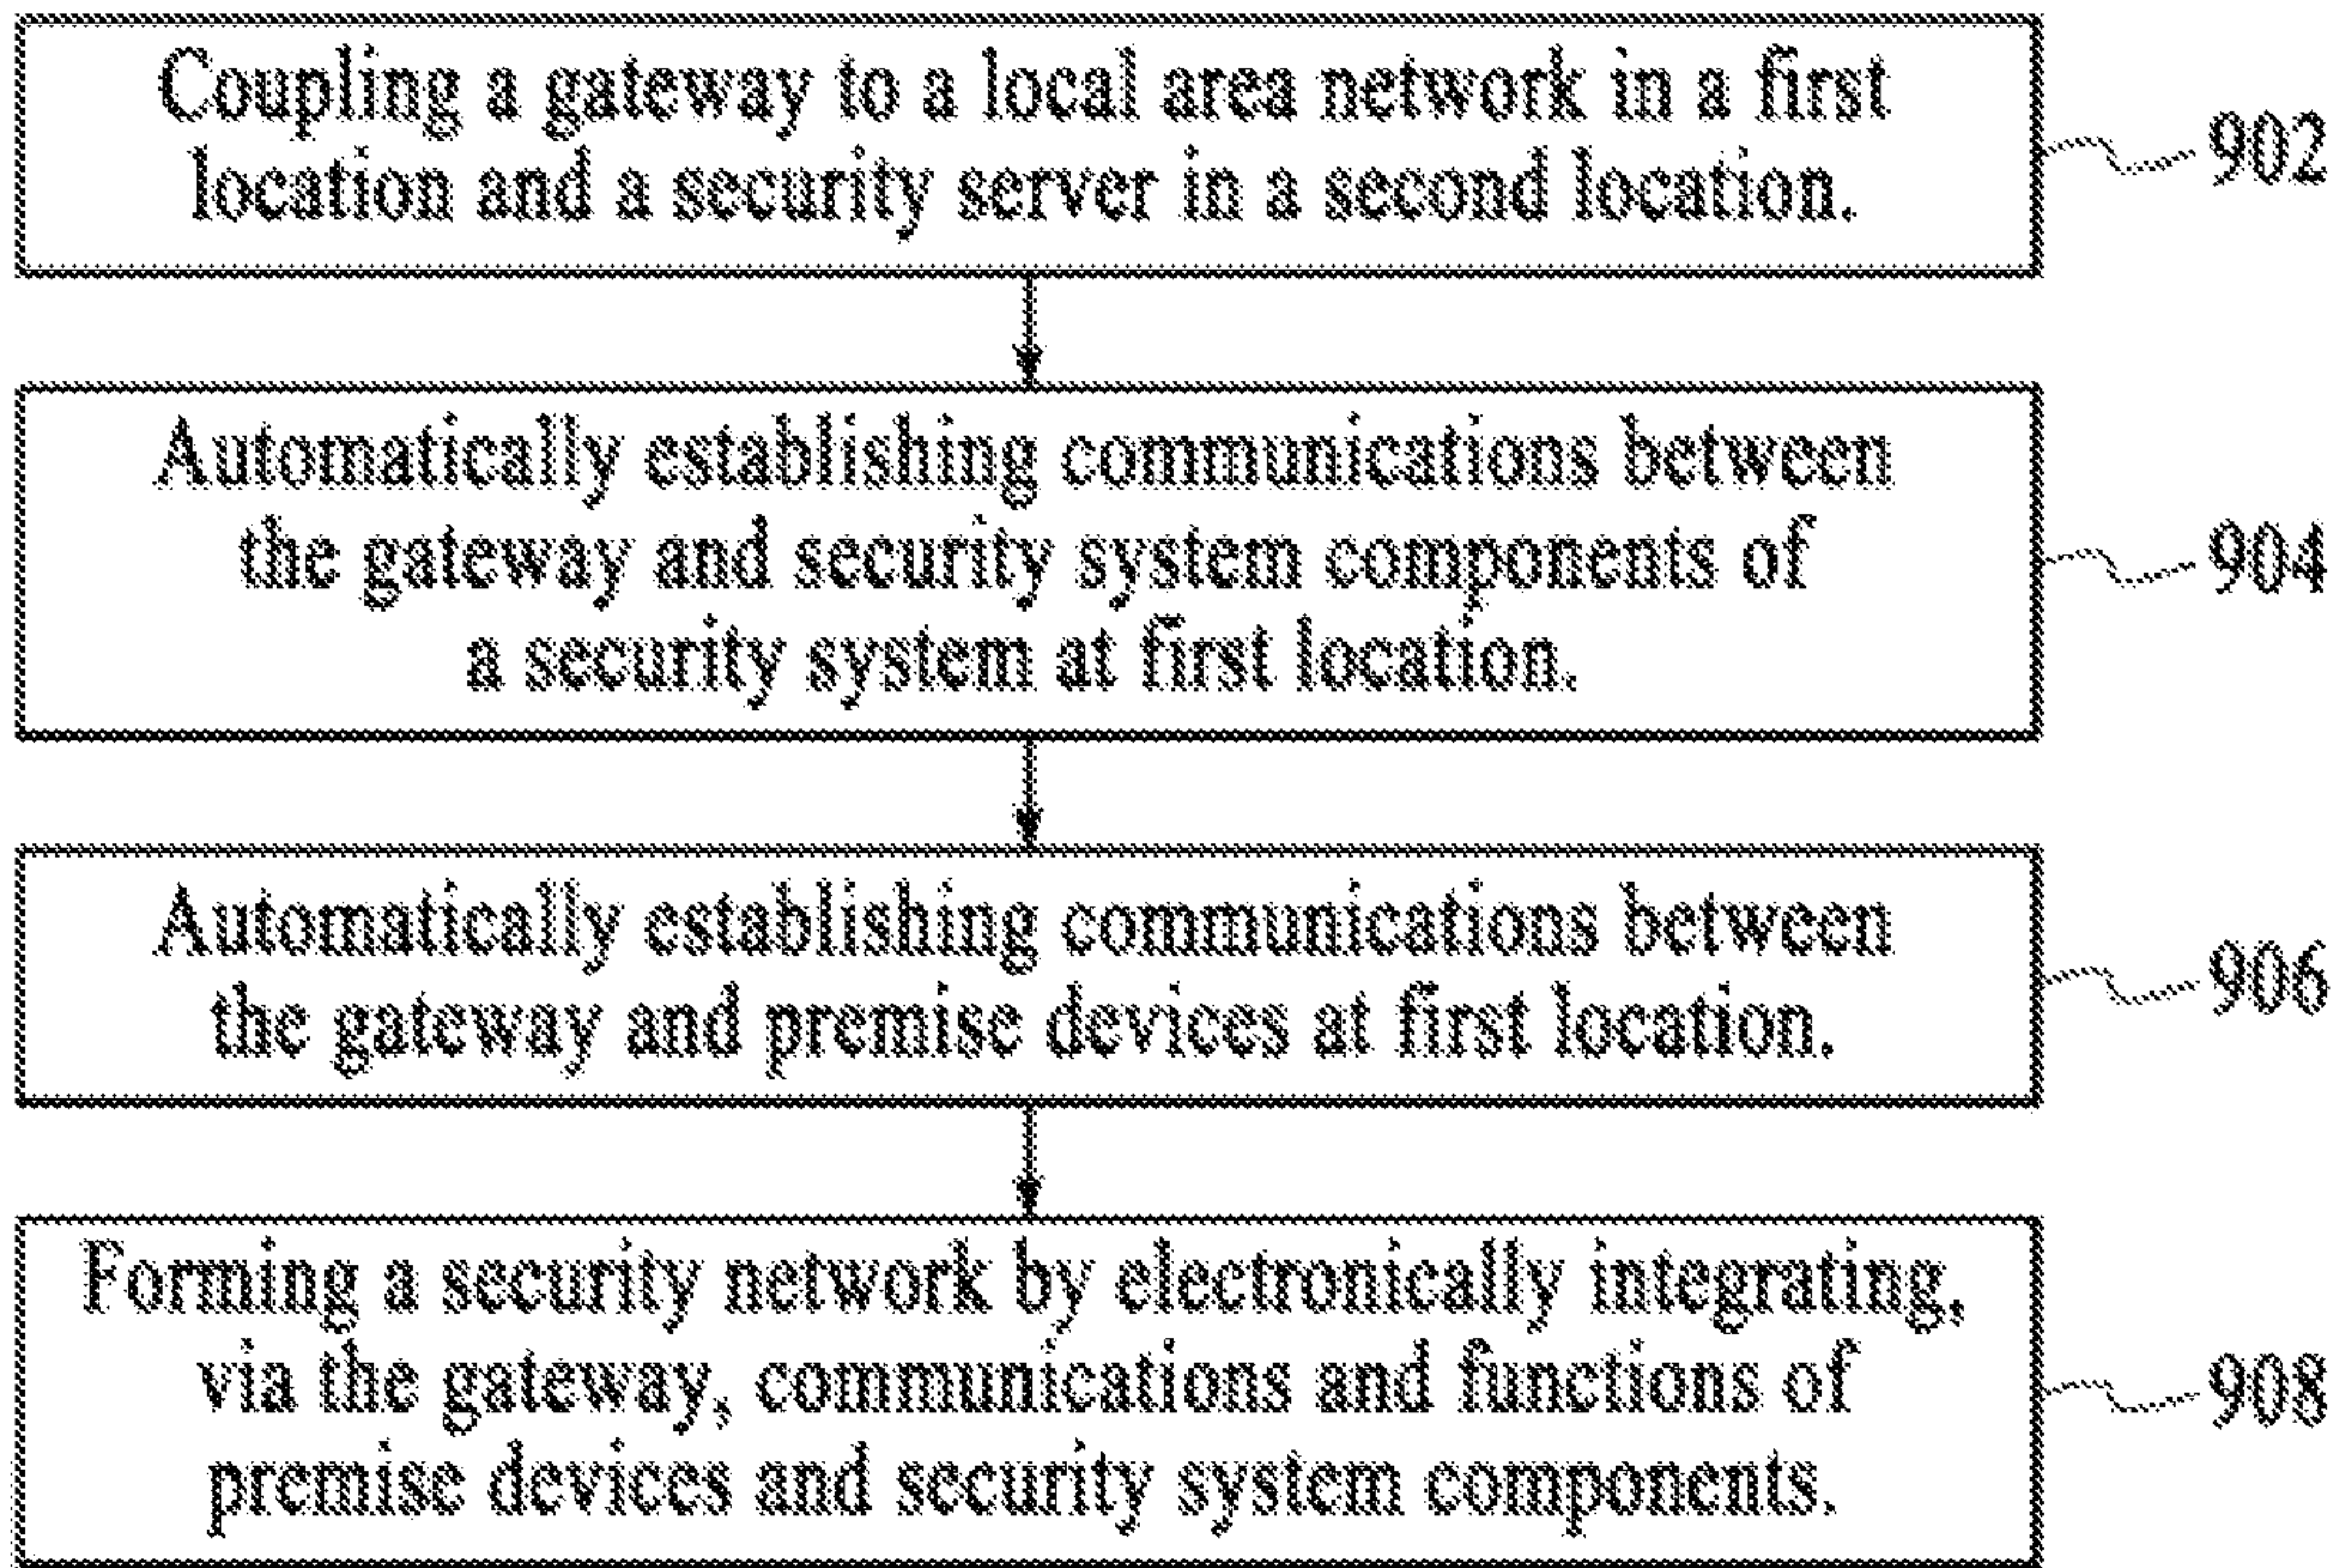 Coupling a gateway to a local area network in a first
location and a security server in a second location.
902
Automatically establishing communications between
the gateway and security system components of
a security system at first location.
904
Automatically establishing communications between
the gateway and premise devices at first location.
906
Forming a security network by electronically integrating,
via the gateway, communications and functions of
premise devices and security system components.
908